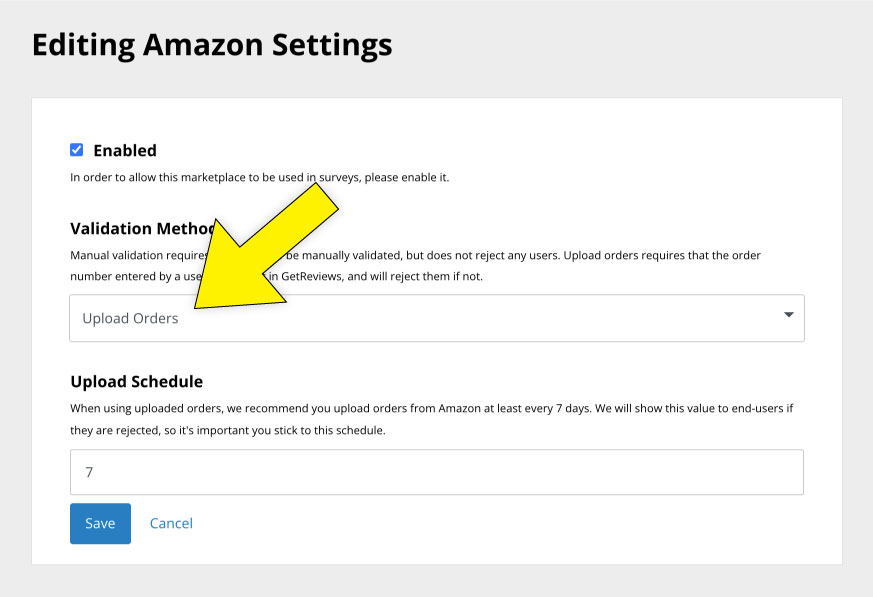 Editing Amazon Settings
Enabled
In order to allow this marketplace to be used in surveys, please enable it.
Validation Metho
Manual validation require be manually validated, but does not reject any users. Upload orders requires that the order
number entered by a use in GetReviews, and will reject them if not.
Upload Orders
Upload Schedule
When using uploaded orders, we recommend you upload orders from Amazon at least every 7 days. We will show this value to end-users if
they are rejected, so it's important you stick to this schedule.
7
Save Cancel